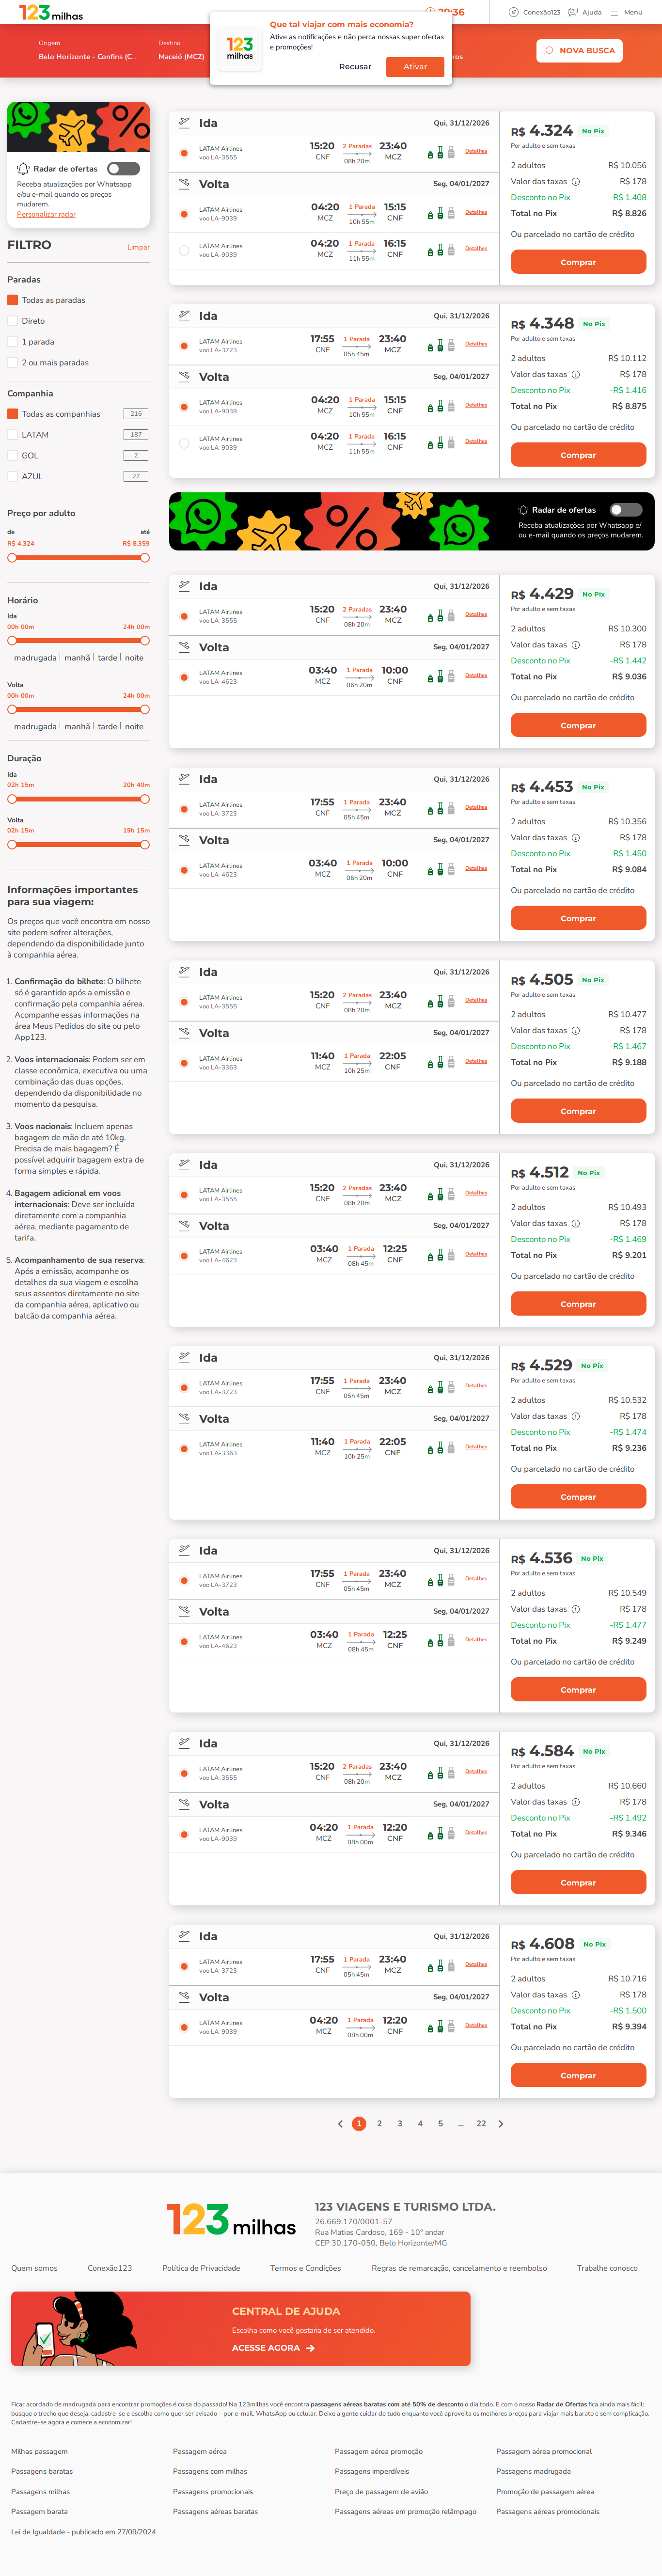 123milhas
Conexão123
Ajuda
Menu
Origem
Belo Horizonte - Confins (C...
Destino
Maceió (MCZ)
NOVA BUSCA
Que tal viajar com mais economia?
Ative as notificações e não perca nossas super ofertas
e promoções!
Recusar
Ativar
Radar de ofertas
Receba atualizações por Whatsapp
e/ou e-mail quando os preços
mudarem.
Personalizar radar
FILTRO
Limpar
Paradas
Todas as paradas
Direto
1 parada
2 ou mais paradas
Companhia
Todas as companhias 216
LATAM 187
GOL 2
AZUL 27
Preço por adulto
de até
R$ 4.324 R$ 8.359
Horário
Ida
00h 00m 24h 00m
madrugada manhã tarde noite
Volta
00h 00m 24h 00m
madrugada manhã tarde noite
Duração
Ida
02h 15m 20h 40m
Volta
02h 15m 19h 15m
Informações importantes
para sua viagem:
Os preços que você encontra em nosso
site podem sofrer alterações,
dependendo da disponibilidade junto
à companhia aérea.
1. Confirmação do bilhete: O bilhete
só é garantido após a emissão e
confirmação pela companhia aérea.
Acompanhe essas informações na
área Meus Pedidos do site ou pelo
App123.
2. Voos internacionais: Podem ser em
classe econômica, executiva ou uma
combinação das duas opções,
dependendo da disponibilidade no
momento da pesquisa.
3. Voos nacionais: Incluem apenas
bagagem de mão de até 10kg.
Precisa de mais bagagem? É
possível adquirir bagagem extra de
forma simples e rápida.
4. Bagagem adicional em voos
internacionais: Deve ser incluída
diretamente com a companhia
aérea, mediante pagamento de
tarifa.
5. Acompanhamento da sua reserva:
Após a emissão, acompanhe os
detalhes da sua viagem e escolha
seus assentos diretamente no site
da companhia aérea, aplicativo ou
balcão da companhia aérea.
Ida Qui, 31/12/2026
LATAM Airlines
voo LA-3555
15:20 2 Paradas 23:40 Detalhes
CNF 08h 20m MCZ
Volta Seg, 04/01/2027
LATAM Airlines
voo LA-9039
04:20 1 Parada 15:15 Detalhes
MCZ 10h 55m CNF
LATAM Airlines
voo LA-9039
04:20 1 Parada 16:15 Detalhes
MCZ 11h 55m CNF
R$ 4.324 No Pix
Por adulto e sem taxas
2 adultos R$ 10.056
Valor das taxas R$ 178
Desconto no Pix -R$ 1.408
Total no Pix R$ 8.826
Ou parcelado no cartão de crédito
Comprar
Ida Qui, 31/12/2026
LATAM Airlines
voo LA-3723
17:55 1 Parada 23:40 Detalhes
CNF 05h 45m MCZ
Volta Seg, 04/01/2027
LATAM Airlines
voo LA-9039
04:20 1 Parada 15:15 Detalhes
MCZ 10h 55m CNF
LATAM Airlines
voo LA-9039
04:20 1 Parada 16:15 Detalhes
MCZ 11h 55m CNF
R$ 4.348 No Pix
Por adulto e sem taxas
2 adultos R$ 10.112
Valor das taxas R$ 178
Desconto no Pix -R$ 1.416
Total no Pix R$ 8.875
Ou parcelado no cartão de crédito
Comprar
Radar de ofertas
Receba atualizações por Whatsapp e/
ou e-mail quando os preços mudarem.
Ida Qui, 31/12/2026
LATAM Airlines
voo LA-3555
15:20 2 Paradas 23:40 Detalhes
CNF 08h 20m MCZ
Volta Seg, 04/01/2027
LATAM Airlines
voo LA-4623
03:40 1 Parada 10:00 Detalhes
MCZ 06h 20m CNF
R$ 4.429 No Pix
Por adulto e sem taxas
2 adultos R$ 10.300
Valor das taxas R$ 178
Desconto no Pix -R$ 1.442
Total no Pix R$ 9.036
Ou parcelado no cartão de crédito
Comprar
Ida Qui, 31/12/2026
LATAM Airlines
voo LA-3723
17:55 1 Parada 23:40 Detalhes
CNF 05h 45m MCZ
Volta Seg, 04/01/2027
LATAM Airlines
voo LA-4623
03:40 1 Parada 10:00 Detalhes
MCZ 06h 20m CNF
R$ 4.453 No Pix
Por adulto e sem taxas
2 adultos R$ 10.356
Valor das taxas R$ 178
Desconto no Pix -R$ 1.450
Total no Pix R$ 9.084
Ou parcelado no cartão de crédito
Comprar
Ida Qui, 31/12/2026
LATAM Airlines
voo LA-3555
15:20 2 Paradas 23:40 Detalhes
CNF 08h 20m MCZ
Volta Seg, 04/01/2027
LATAM Airlines
voo LA-3363
11:40 1 Parada 22:05 Detalhes
MCZ 10h 25m CNF
R$ 4.505 No Pix
Por adulto e sem taxas
2 adultos R$ 10.477
Valor das taxas R$ 178
Desconto no Pix -R$ 1.467
Total no Pix R$ 9.188
Ou parcelado no cartão de crédito
Comprar
Ida Qui, 31/12/2026
LATAM Airlines
voo LA-3555
15:20 2 Paradas 23:40 Detalhes
CNF 08h 20m MCZ
Volta Seg, 04/01/2027
LATAM Airlines
voo LA-4623
03:40 1 Parada 12:25 Detalhes
MCZ 08h 45m CNF
R$ 4.512 No Pix
Por adulto e sem taxas
2 adultos R$ 10.493
Valor das taxas R$ 178
Desconto no Pix -R$ 1.469
Total no Pix R$ 9.201
Ou parcelado no cartão de crédito
Comprar
Ida Qui, 31/12/2026
LATAM Airlines
voo LA-3723
17:55 1 Parada 23:40 Detalhes
CNF 05h 45m MCZ
Volta Seg, 04/01/2027
LATAM Airlines
voo LA-3363
11:40 1 Parada 22:05 Detalhes
MCZ 10h 25m CNF
R$ 4.529 No Pix
Por adulto e sem taxas
2 adultos R$ 10.532
Valor das taxas R$ 178
Desconto no Pix -R$ 1.474
Total no Pix R$ 9.236
Ou parcelado no cartão de crédito
Comprar
Ida Qui, 31/12/2026
LATAM Airlines
voo LA-3723
17:55 1 Parada 23:40 Detalhes
CNF 05h 45m MCZ
Volta Seg, 04/01/2027
LATAM Airlines
voo LA-4623
03:40 1 Parada 12:25 Detalhes
MCZ 08h 45m CNF
R$ 4.536 No Pix
Por adulto e sem taxas
2 adultos R$ 10.549
Valor das taxas R$ 178
Desconto no Pix -R$ 1.477
Total no Pix R$ 9.249
Ou parcelado no cartão de crédito
Comprar
Ida Qui, 31/12/2026
LATAM Airlines
voo LA-3555
15:20 2 Paradas 23:40 Detalhes
CNF 08h 20m MCZ
Volta Seg, 04/01/2027
LATAM Airlines
voo LA-9039
04:20 1 Parada 12:20 Detalhes
MCZ 08h 00m CNF
R$ 4.584 No Pix
Por adulto e sem taxas
2 adultos R$ 10.660
Valor das taxas R$ 178
Desconto no Pix -R$ 1.492
Total no Pix R$ 9.346
Ou parcelado no cartão de crédito
Comprar
Ida Qui, 31/12/2026
LATAM Airlines
voo LA-3723
17:55 1 Parada 23:40 Detalhes
CNF 05h 45m MCZ
Volta Seg, 04/01/2027
LATAM Airlines
voo LA-9039
04:20 1 Parada 12:20 Detalhes
MCZ 08h 00m CNF
R$ 4.608 No Pix
Por adulto e sem taxas
2 adultos R$ 10.716
Valor das taxas R$ 178
Desconto no Pix -R$ 1.500
Total no Pix R$ 9.394
Ou parcelado no cartão de crédito
Comprar
1 2 3 4 5 ... 22
123milhas
123 VIAGENS E TURISMO LTDA.
26.669.170/0001-57
Rua Matias Cardoso, 169 - 10° andar
CEP 30.170-050, Belo Horizonte/MG
Quem somos Conexão123 Política de Privacidade Termos e Condições Regras de remarcação, cancelamento e reembolso Trabalhe conosco
CENTRAL DE AJUDA
Escolha como você gostaria de ser atendido.
ACESSE AGORA
Ficar acordado de madrugada para encontrar promoções é coisa do passado! Na 123milhas você encontra passagens aéreas baratas com até 50% de desconto o dia todo. E com o nosso Radar de Ofertas fica ainda mais fácil:
busque o trecho que deseja, cadastre-se e escolha como quer ser avisado – por e-mail, WhatsApp ou celular. Deixe a gente cuidar de tudo enquanto você aproveita os melhores preços para viajar mais barato e sem complicação.
Cadastre-se agora e comece a economizar!
Milhas passagem Passagem aérea Passagem aérea promoção Passagem aérea promocional
Passagens baratas Passagens com milhas Passagens imperdíveis Passagens madrugada
Passagens milhas Passagens promocionais Preço de passagem de avião Promoção de passagem aérea
Passagem barata Passagens aéreas baratas Passagens aéreas em promoção relâmpago Passagens aéreas promocionais
Lei de Igualdade - publicado em 27/09/2024